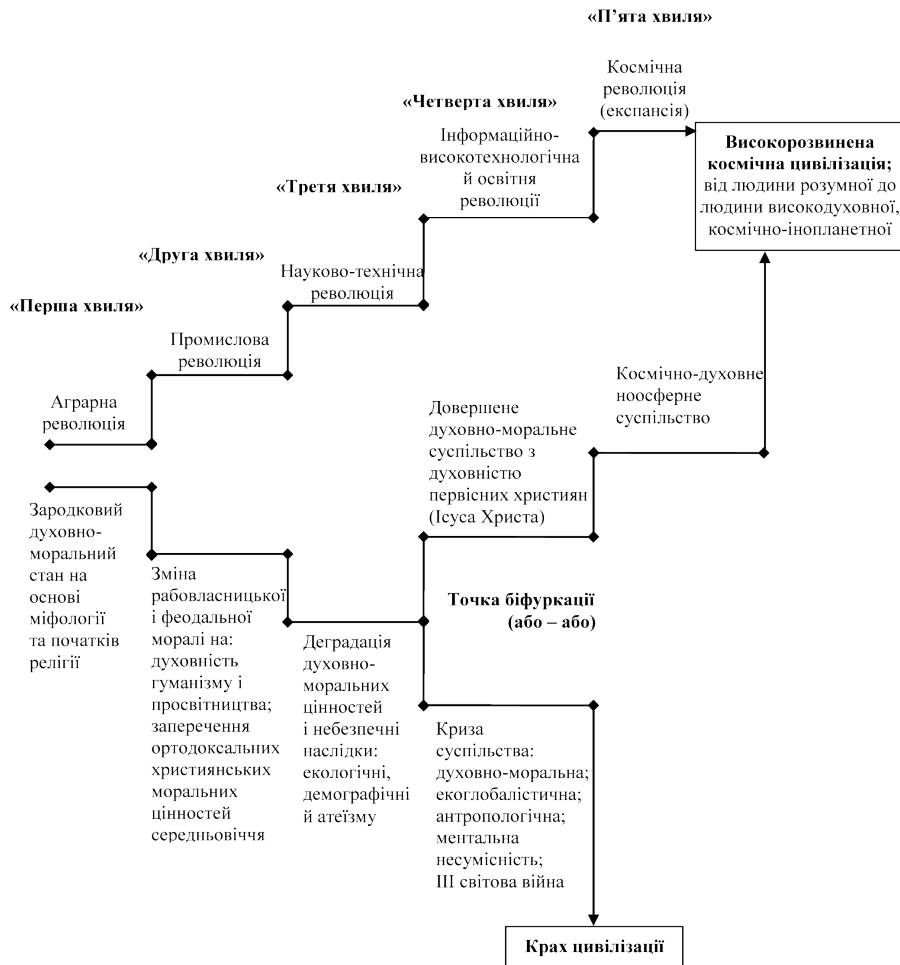 «П’ята хвиля»
Космічна
революція
(експансія)
«Четверта хвиля»
Інформаційно-
високотехнологічна
й освітня
революції
Високорозвинена
космічна цивілізація;
від людини розумної до
людини високодуховної,
космічно-інопланетної
«Третя хвиля»
Науково-технічна
революція
«Друга хвиля»
Промислова
революція
«Перша хвиля»
Аграрна
революція
Зародковий
духовно-
моральний
стан на
основі
міфології
та початків
релігії
Зміна
рабовласницької
і феодальної
моралі на:
духовність
гуманізму і
просвітництва;
заперечення
ортодоксальних
християнських
моральних
цінностей
середньовіччя
Деградація
духовно-
моральних
цінностей
і небезпечні
наслідки:
екологічні,
демографічні
й атеїзму
Довершене
духовно-моральне
суспільство з
духовністю
первісних християн
(Ісуса Христа)
Космічно-духовне
ноосферне
суспільство
Точка біфуркації
(або – або)
Криза
суспільства:
духовно-моральна;
екоглобалістична;
антропологічна;
ментальна
несумісність;
ІІІ світова війна
Крах цивілізації